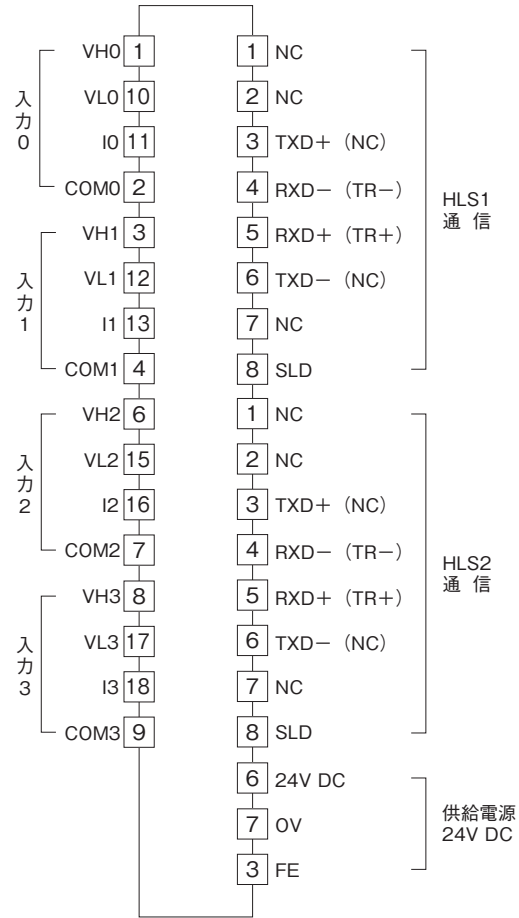 入力0
VH0 1
VL0 10
I0 11
COM0 2
入力1
VH1 3
VL1 12
I1 13
COM1 4
入力2
VH2 6
VL2 15
I2 16
COM2 7
入力3
VH3 8
VL3 17
I3 18
COM3 9
1 NC
2 NC
3 TXD+（NC）
4 RXD−（TR−）
5 RXD+（TR+）
6 TXD−（NC）
7 NC
8 SLD
HLS1
通 信
1 NC
2 NC
3 TXD+（NC）
4 RXD−（TR−）
5 RXD+（TR+）
6 TXD−（NC）
7 NC
8 SLD
HLS2
通 信
6 24V DC
7 0V
3 FE
供給電源
24V DC